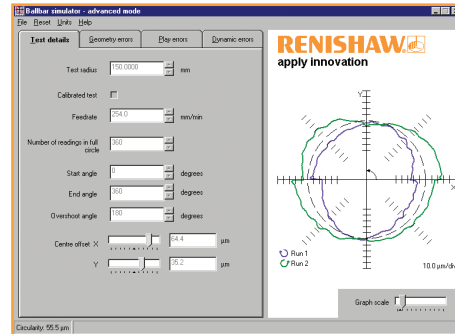 Ballbar simulator - advanced mode
File Reset Units Help
Test details Geometry errors Play errors Dynamic errors
Test radius 150.0000 mm
Calibrated test
Feedrate 254.0 mm/min
Number of readings in full circle 360
Start angle 0 degrees
End angle 360 degrees
Overshoot angle 180 degrees
Centre offset X 64.4 µm
Y 35.2 µm
RENISHAW
apply innovation
Y
X
Run 1
Run 2
10.0 µm/div
Graph scale
Circularity: 55.5 µm